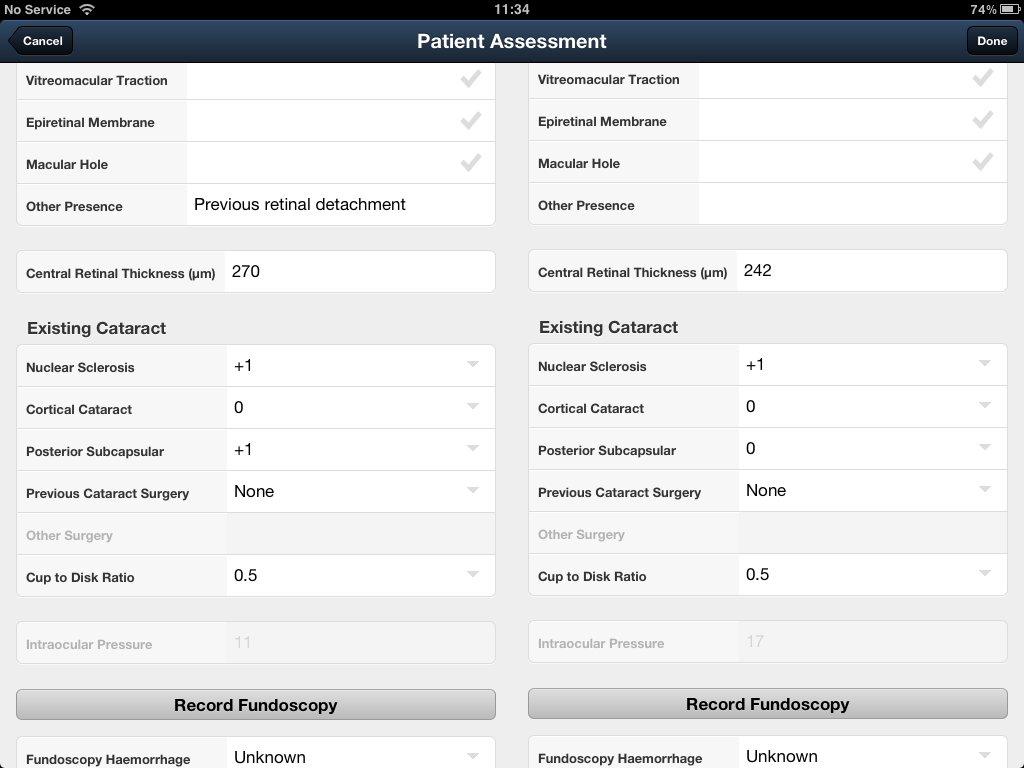 No Service 11:34 74%
Cancel Patient Assessment Done
Vitreomacular Traction
Epiretinal Membrane
Macular Hole
Other Presence Previous retinal detachment
Central Retinal Thickness (µm) 270
Existing Cataract
Nuclear Sclerosis +1
Cortical Cataract 0
Posterior Subcapsular +1
Previous Cataract Surgery None
Other Surgery
Cup to Disk Ratio 0.5
Intraocular Pressure 11
Record Fundoscopy
Fundoscopy Haemorrhage Unknown
Vitreomacular Traction
Epiretinal Membrane
Macular Hole
Other Presence
Central Retinal Thickness (µm) 242
Existing Cataract
Nuclear Sclerosis +1
Cortical Cataract 0
Posterior Subcapsular 0
Previous Cataract Surgery None
Other Surgery
Cup to Disk Ratio 0.5
Intraocular Pressure 17
Record Fundoscopy
Fundoscopy Haemorrhage Unknown